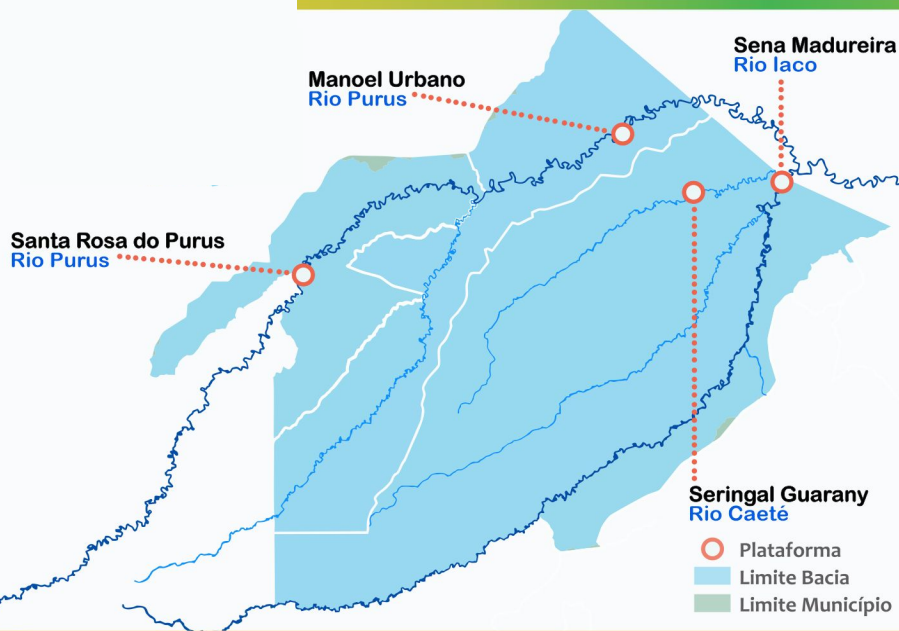 Sena Madureira
Rio Iaco
Manoel Urbano
Rio Purus
Santa Rosa do Purus
Rio Purus
Seringal Guarany
Rio Caeté
Plataforma
Limite Bacia
Limite Município